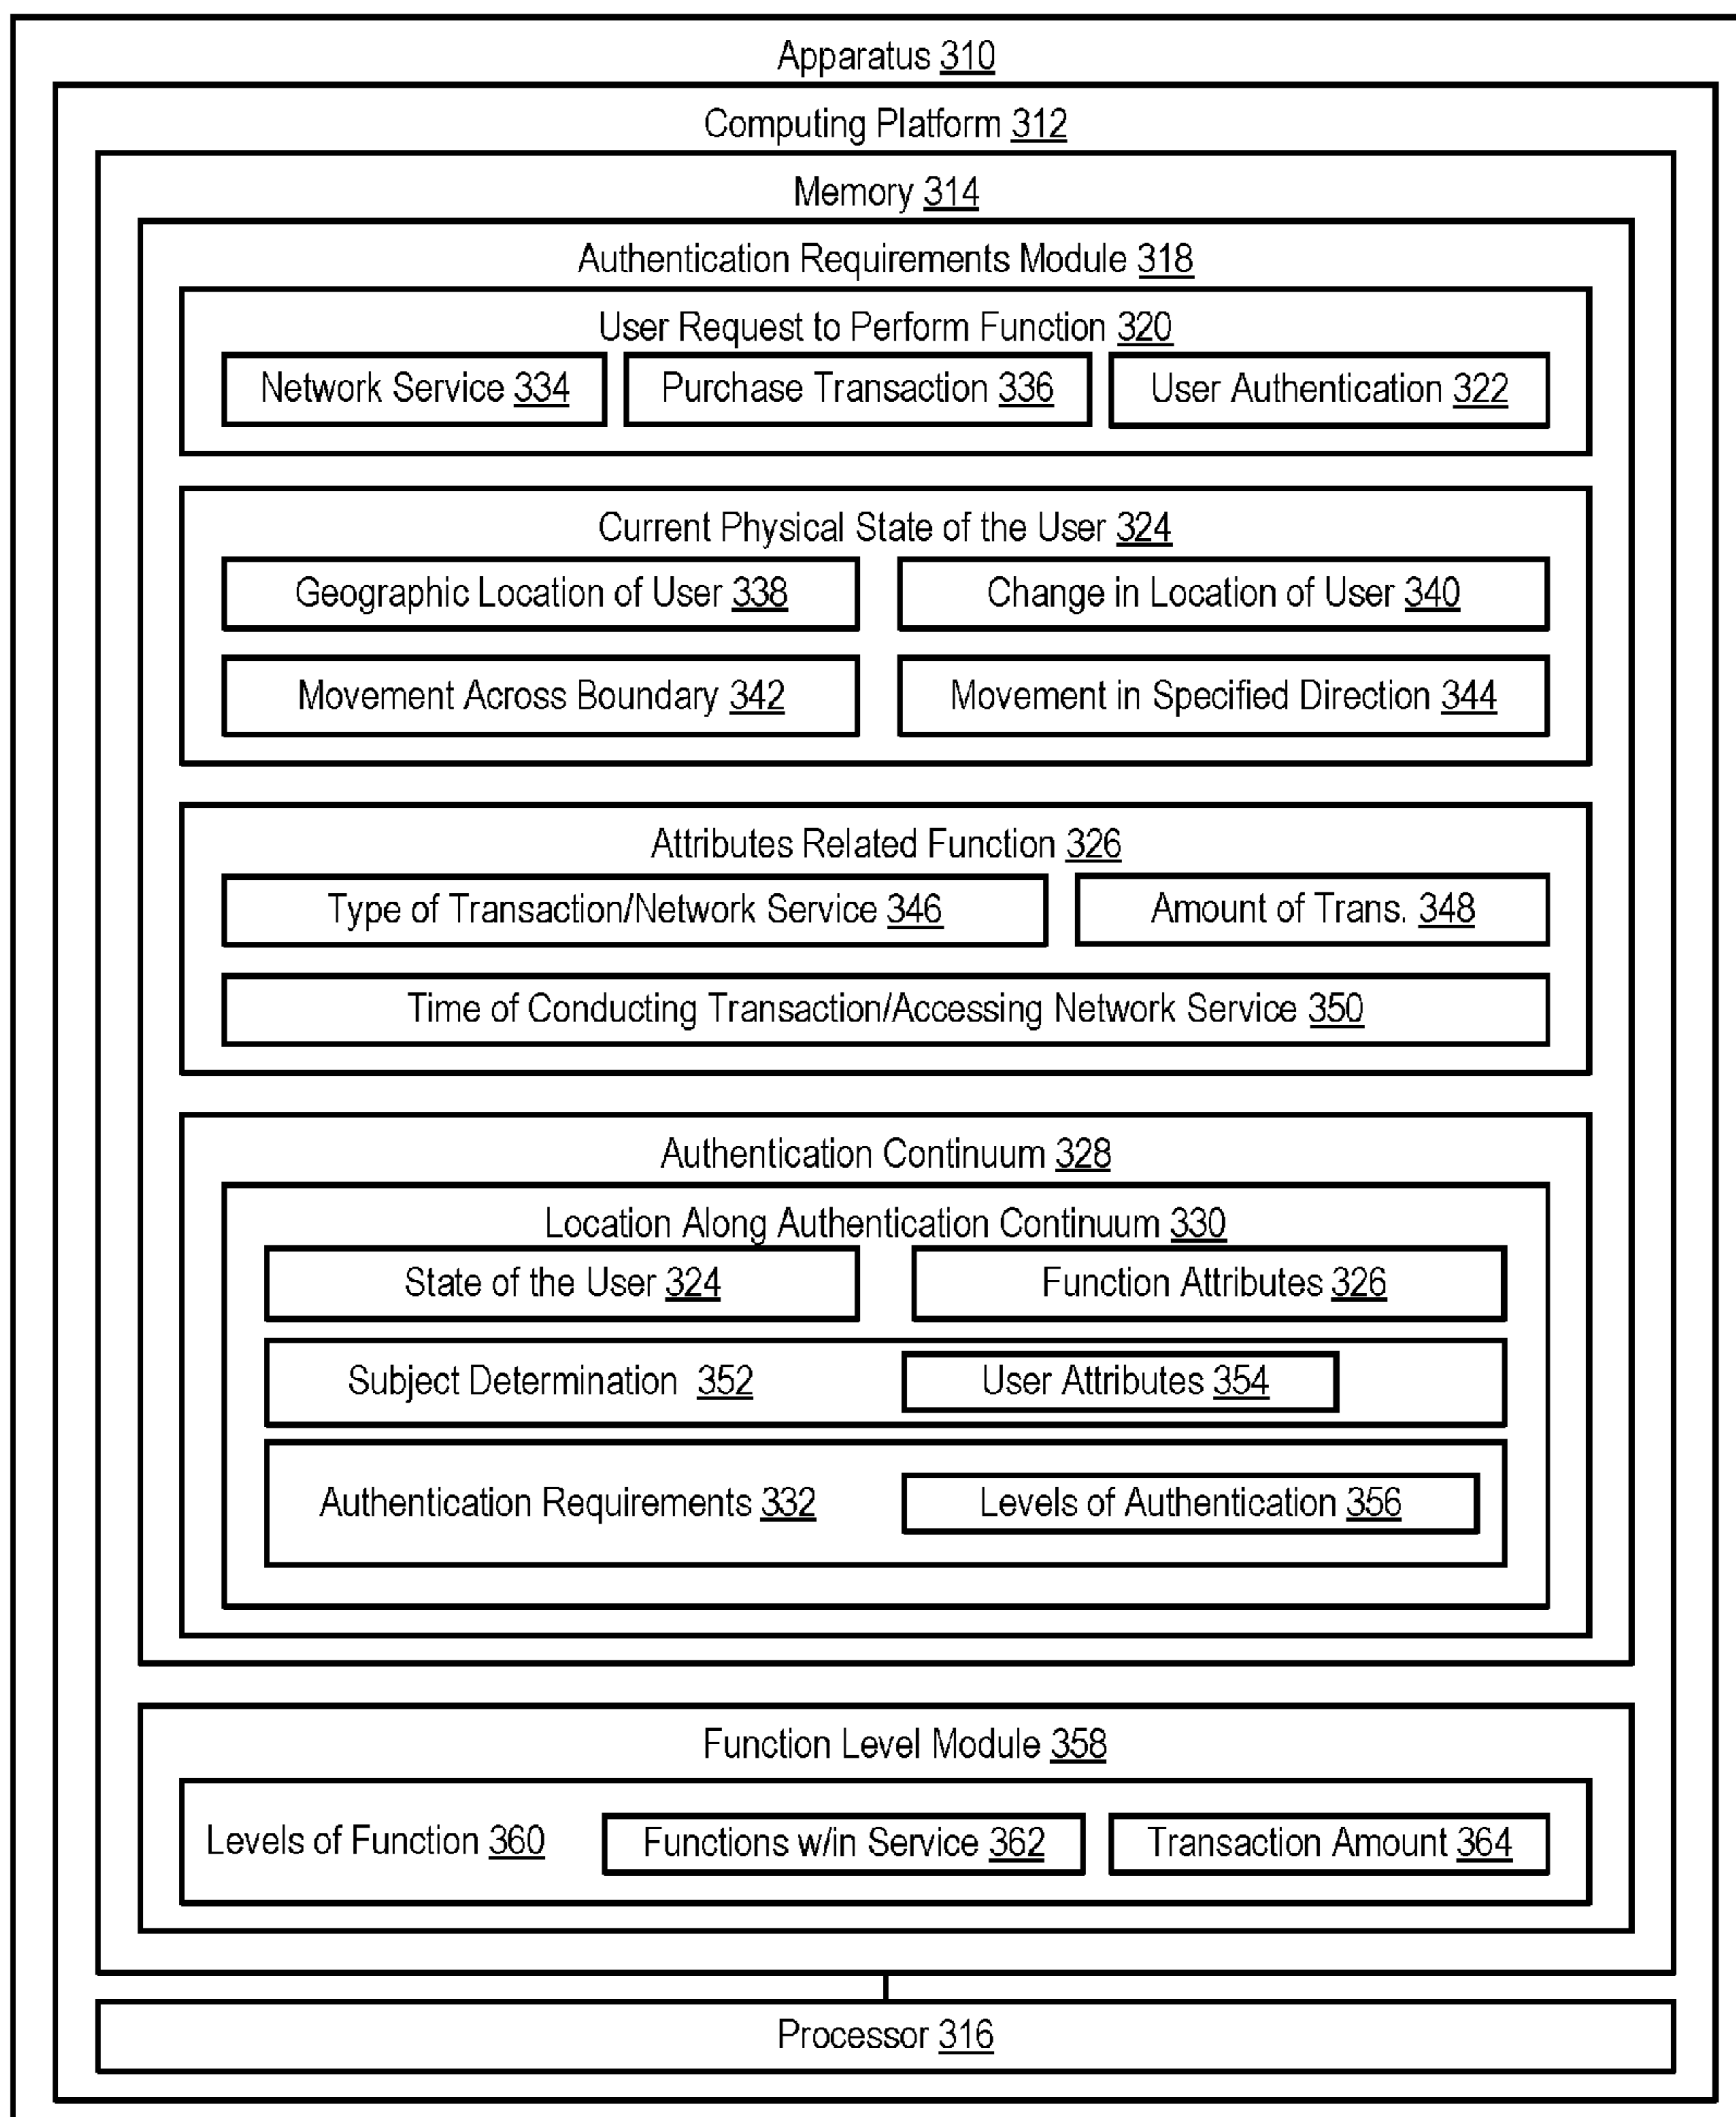 Apparatus 310
Computing Platform 312
Memory 314
Authentication Requirements Module 318
User Request to Perform Function 320
Network Service 334
Purchase Transaction 336
User Authentication 322
Current Physical State of the User 324
Geographic Location of User 338
Change in Location of User 340
Movement Across Boundary 342
Movement in Specified Direction 344
Attributes Related Function 326
Type of Transaction/Network Service 346
Amount of Trans. 348
Time of Conducting Transaction/Accessing Network Service 350
Authentication Continuum 328
Location Along Authentication Continuum 330
State of the User 324
Function Attributes 326
Subject Determination 352
User Attributes 354
Authentication Requirements 332
Levels of Authentication 356
Function Level Module 358
Levels of Function 360
Functions w/in Service 362
Transaction Amount 364
Processor 316